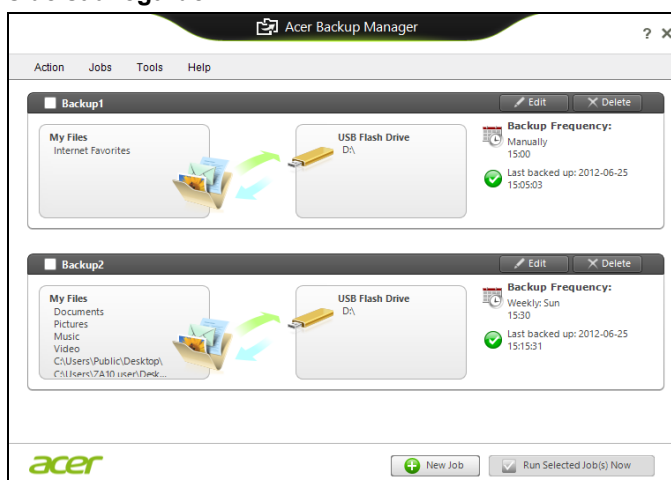 Acer Backup Manager
? X
Action Jobs Tools Help
Backup1
Edit
Delete
My Files
Internet Favorites
USB Flash Drive
D:\
Backup Frequency:
Manually
15:00
Last backed up: 2012-06-25
15:05:03
Backup2
Edit
Delete
My Files
Documents
Pictures
Music
Video
C:\Users\Public\Desktop\
C:\Users\ZA10 user\Desk...
USB Flash Drive
D:\
Backup Frequency:
Weekly: Sun
15:30
Last backed up: 2012-06-25
15:15:31
acer
New Job
Run Selected Job(s) Now